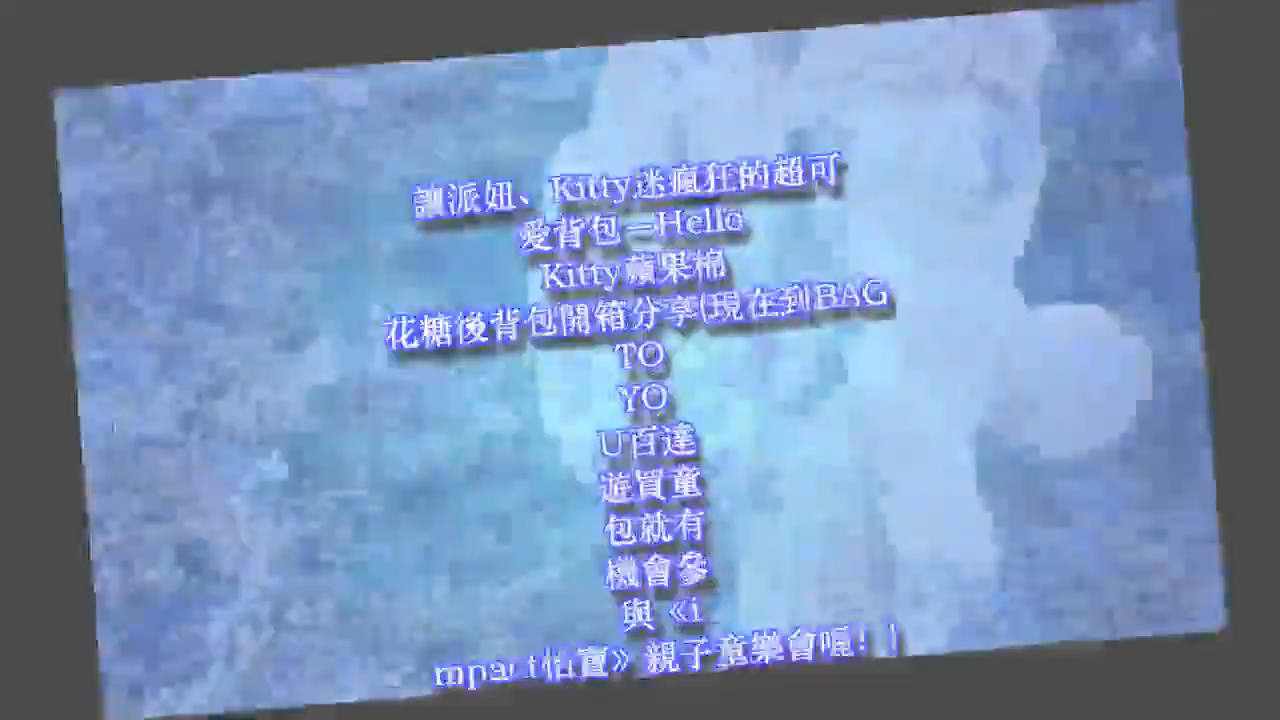 讓派妞、Kitty迷瘋狂的超可
愛背包—Hello
Kitty蘋果棉
花糖後背包開箱分享(現在到BAG
TO
YO
U百達
遊買童
包就有
機會參
與《i
mpact怡寶》親子童樂會喔！)